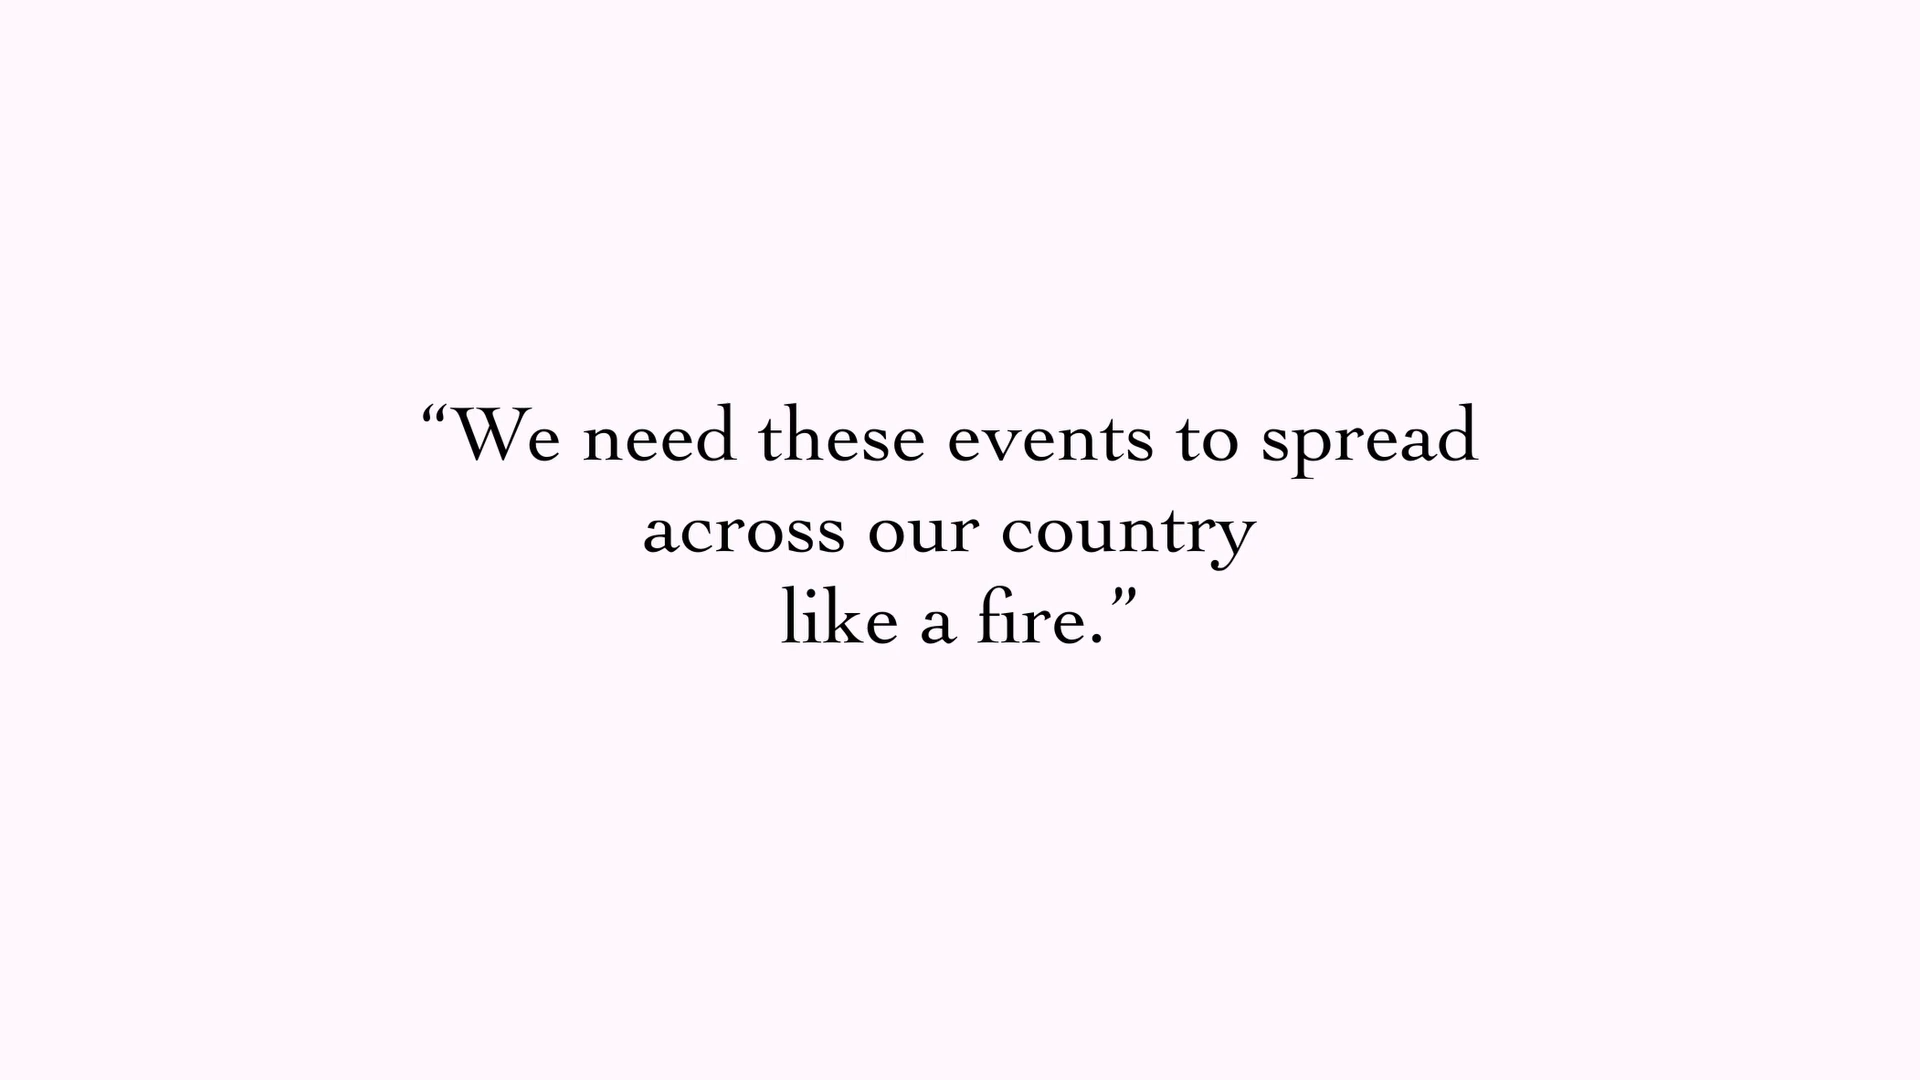 “We need these events to spread
across our country
like a fire.”